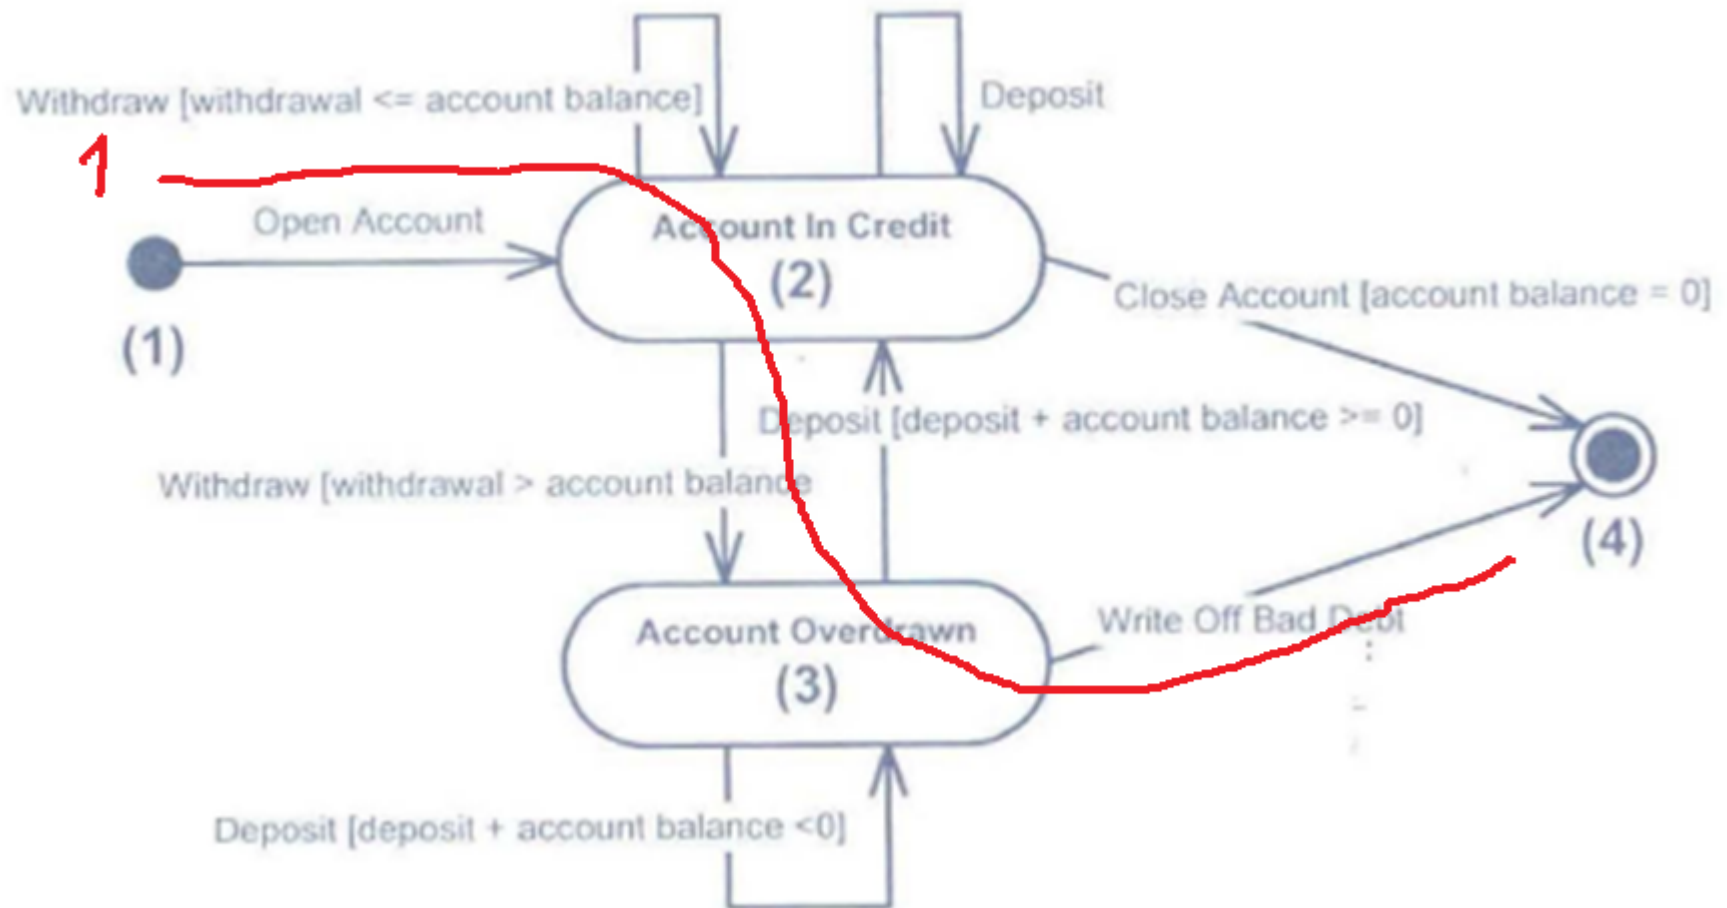 Withdraw [withdrawal <= account balance]
Deposit
1
Open Account
Account In Credit
(2)
(1)
Close Account [account balance = 0]
Deposit [deposit + account balance >= 0]
Withdraw [withdrawal > account balance
(4)
Write Off Bad Debt
Account Overdrawn
(3)
Deposit [deposit + account balance <0]